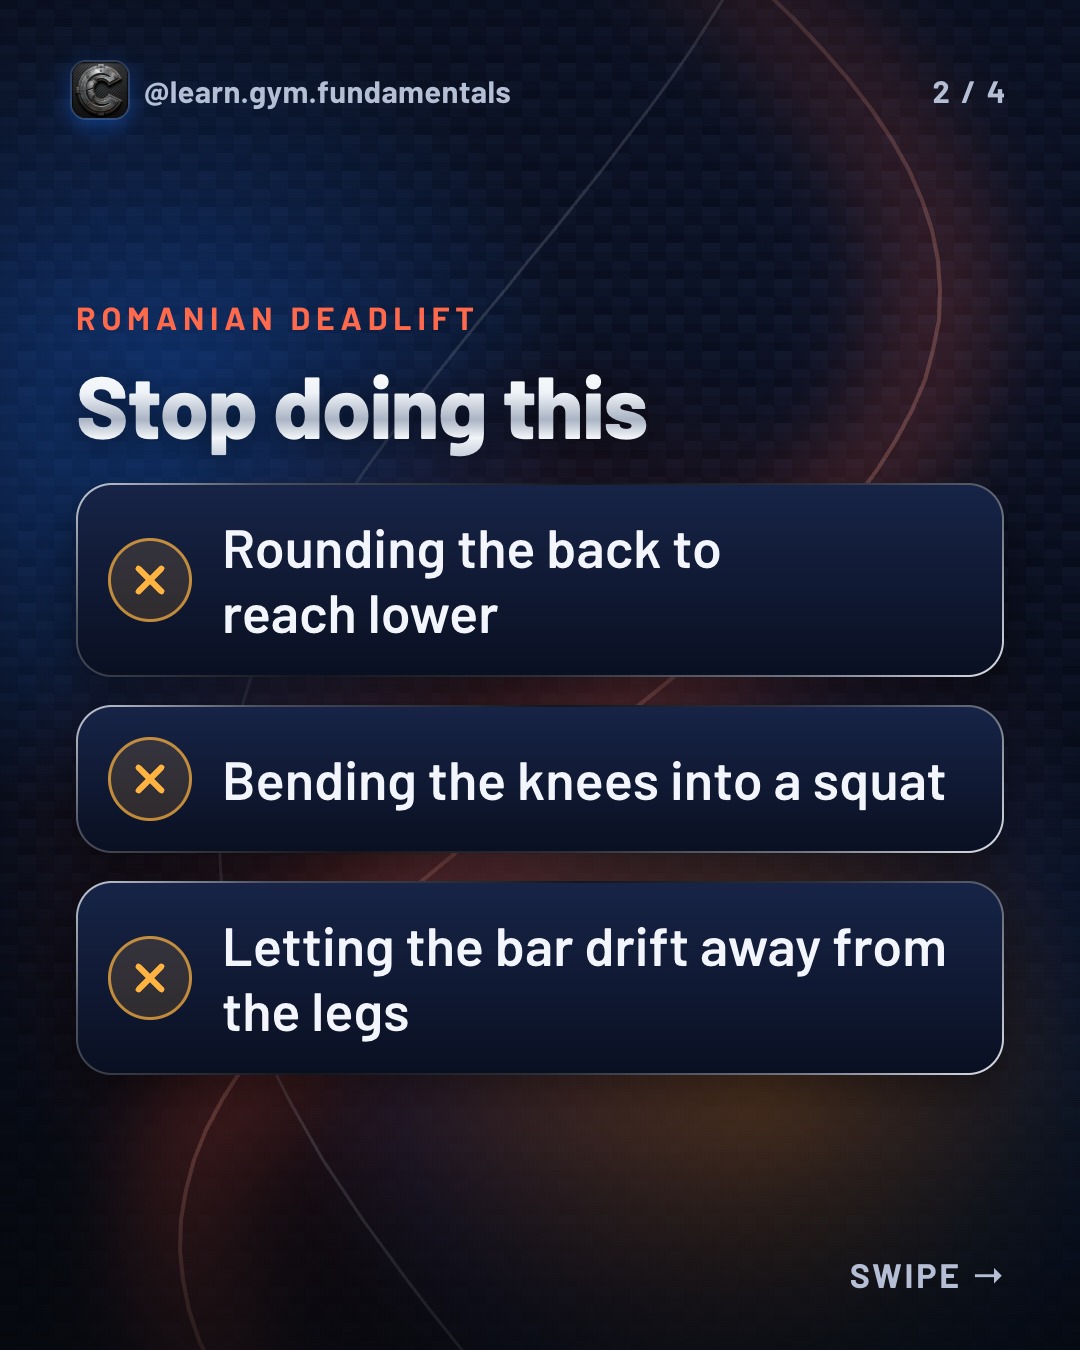 @learn.gym.fundamentals
2 / 4
ROMANIAN DEADLIFT
Stop doing this
Rounding the back to
reach lower
Bending the knees into a squat
Letting the bar drift away from
the legs
SWIPE →